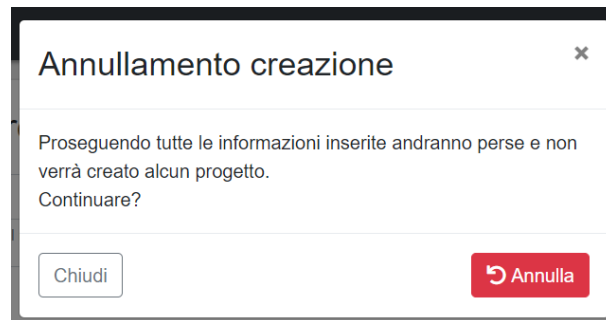 Annullamento creazione
×
Proseguendo tutte le informazioni inserite andranno perse e non
verrà creato alcun progetto.
Continuare?
Chiudi
Annulla